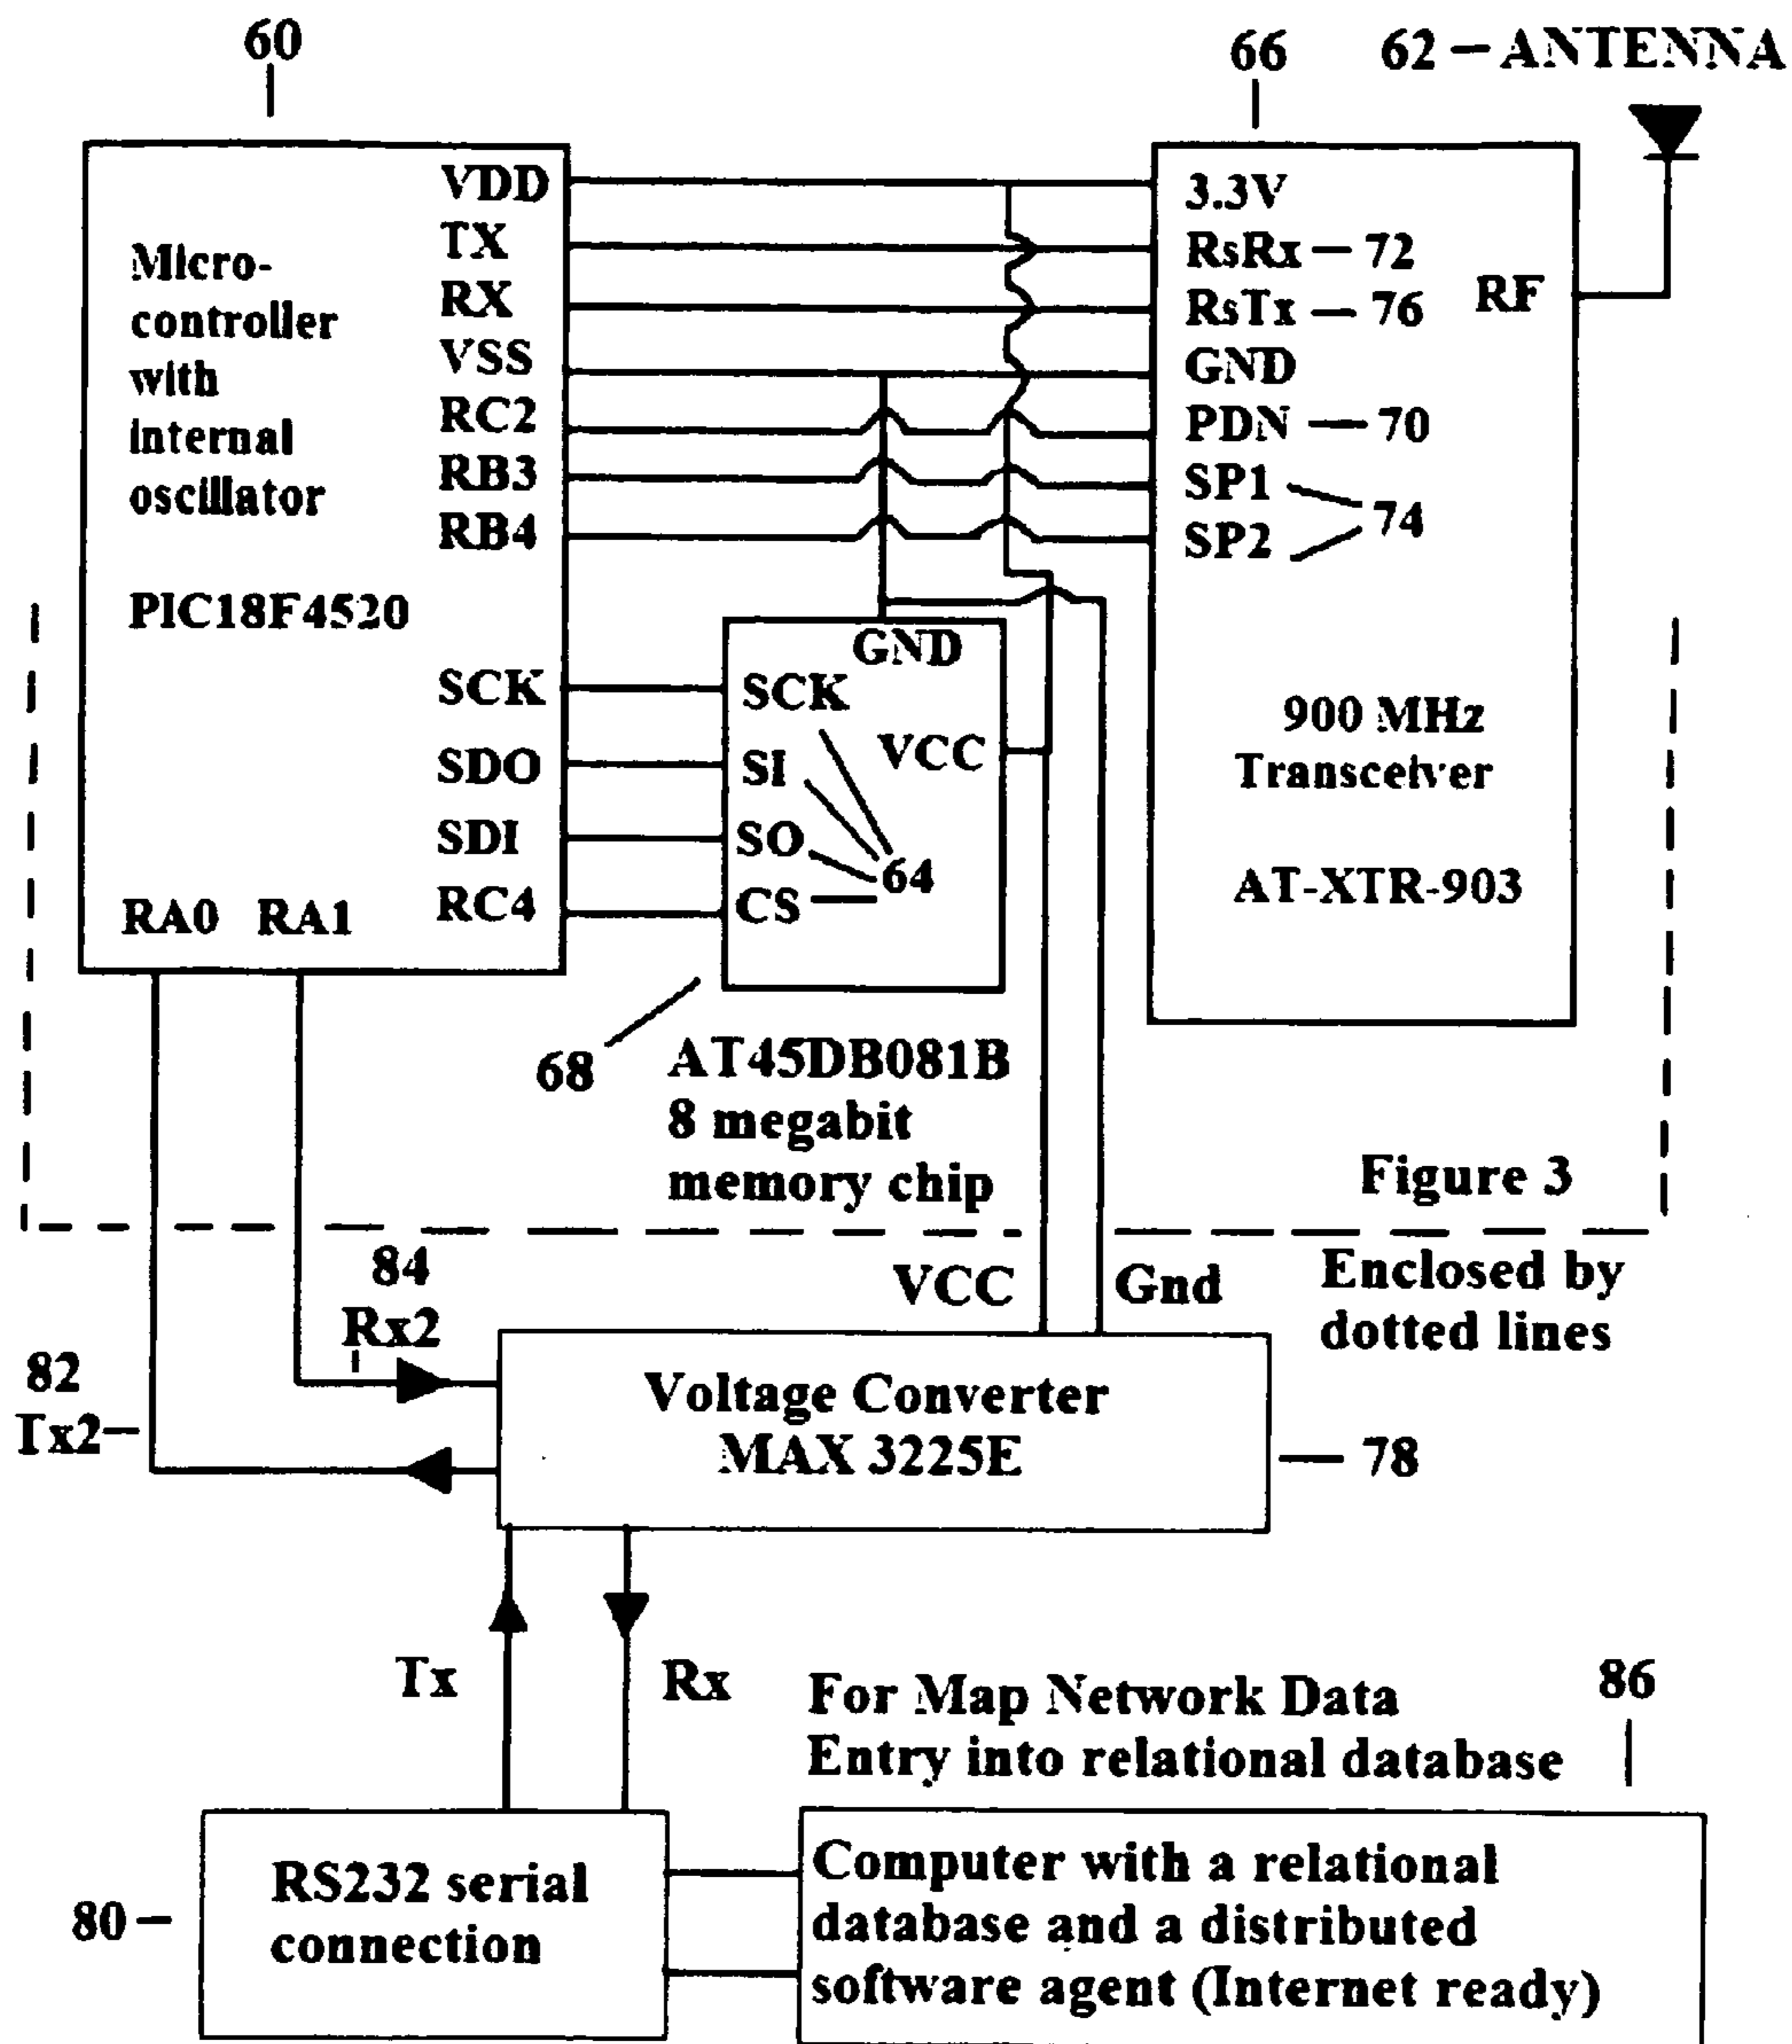 60
66
62 — ANTENNA
Micro-
controller
with
internal
oscillator
PIC18F4520
VDD
TX
RX
VSS
RC2
RB3
RB4
SCK
SDO
SDI
RC4
RA0 RA1
3.3V
RsRx — 72
RsTx — 76
RF
GND
PDN — 70
SP1
SP2
74
900 MHz
Transceiver
AT-XTR-903
GND
SCK
VCC
SI
SO
CS
64
68
AT45DB081B
8 megabit
memory chip
Figure 3
Enclosed by
dotted lines
VCC Gnd
84
Rx2
82
Tx2
Voltage Converter
MAX 3225E
78
Tx Rx
For Map Network Data
Entry into relational database
86
80
RS232 serial
connection
Computer with a relational
database and a distributed
software agent (Internet ready)